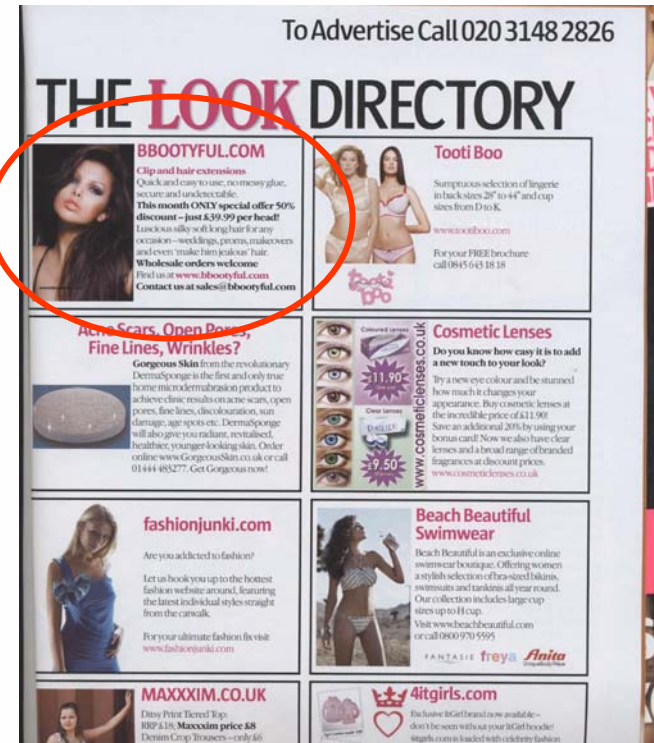 To Advertise Call 020 3148 2826
THE LOOK DIRECTORY
BBOOTYFUL.COM
Clip and hair extensions
Quick and easy to use, no messy glue,
secure and undetectable.
This month ONLY special offer 50%
discount – just £39.99 per head!
Luscious silky soft long hair for any
occasion – weddings, proms, makeovers
and even 'make him jealous' hair.
Wholesale orders welcome
Find us at www.bbootyful.com
Contact us at sales@bbootyful.com
Tooti Boo
Sumptuous selection of lingerie
in back sizes 28" to 44" and cup
sizes from D to K
www.tootiboo.com
For your FREE brochure
call 0845 643 18 18
tooti
boo
Acne Scars, Open Pores,
Fine Lines, Wrinkles?
Gorgeous Skin from the revolutionary
DermaSponge is the first and only true
home microdermabrasion product to
achieve clinic results on acne scars, open
pores, fine lines, discolouration, sun
damage, age spots etc. DermaSponge
will also give you radiant, revitalised,
healthier, younger-looking skin. Order
online www.GorgeousSkin.co.uk or call
01444 483277. Get Gorgeous now!
Coloured Lenses
£11.90
Clear Lenses
DAILIES
£9.50
www.cosmeticlenses.co.uk
Cosmetic Lenses
Do you know how easy it is to add
a new touch to your look?
Try a new eye colour and be stunned
how much it changes your
appearance. Buy cosmetic lenses at
the incredible price of £11.90!
Save an additional 20% by using your
bonus card! Now we also have clear
lenses and a broad range of branded
fragrances at discount prices.
www.cosmeticlenses.co.uk
fashionjunki.com
Are you addicted to fashion?
Let us hook you up to the hottest
fashion website around, featuring
the latest individual styles straight
from the catwalk.
For your ultimate fashion fix visit
www.fashionjunki.com
Beach Beautiful
Swimwear
Beach Beautiful is an exclusive online
swimwear boutique. Offering women
a stylish selection of bra-sized bikinis,
swimsuits and tankinis all year round.
Our collection includes large cup
sizes up to H cup.
Visit www.beachbeautiful.com
or call 0800 970 5595
FANTASIE freya Anita
MAXXXIM.CO.UK
Ditsy Print Tiered Top:
RRP £18; Maxxxim price £8
Denim Crop Trousers – only £6
4itgirls.com
Exclusive ItGirl brand now available –
don't be seen without your ItGirl hoodie!
4itgirls.com is loaded with celebrity fashion